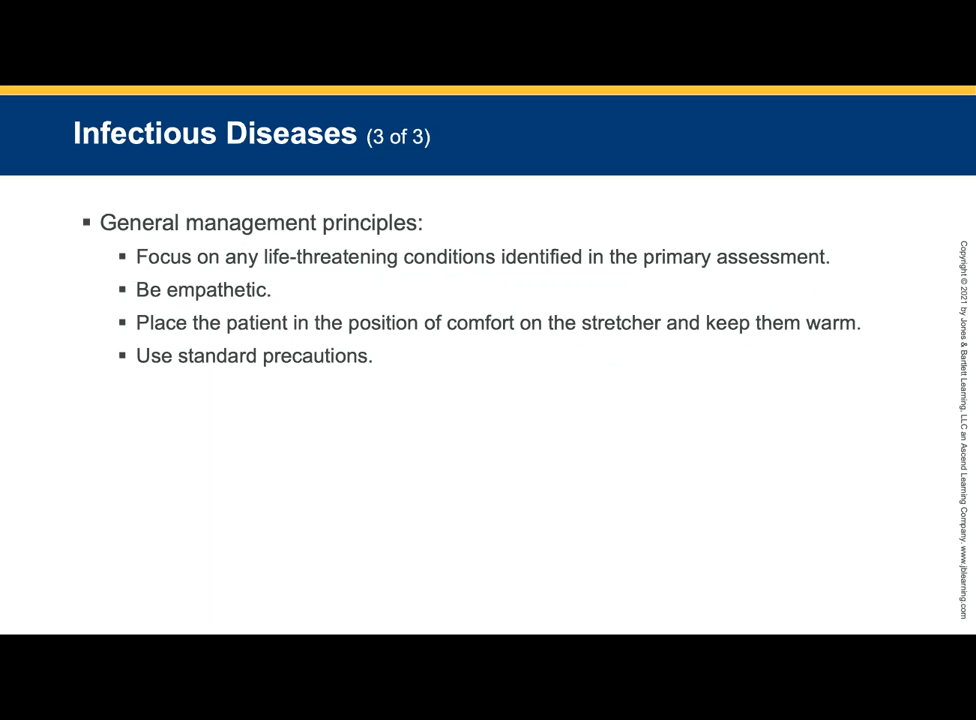 Infectious Diseases (3 of 3)
▪ General management principles:
▪ Focus on any life-threatening conditions identified in the primary assessment.
▪ Be empathetic.
▪ Place the patient in the position of comfort on the stretcher and keep them warm.
▪ Use standard precautions.
Copyright © 2021 by Jones & Bartlett Learning, LLC an Ascend Learning Company. www.jblearning.com